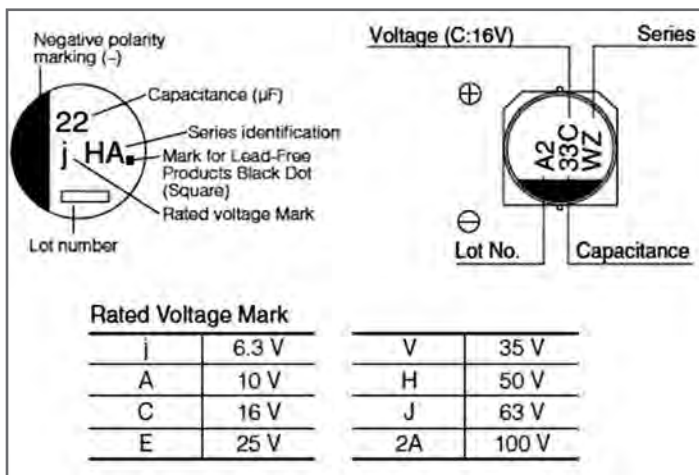 Negative polarity
marking (–)
Capacitance (µF)
22
Series identification
j HA
Mark for Lead-Free
Products Black Dot
(Square)
Rated voltage Mark
Lot number
Voltage (C:16V)
Series
⊕
A2
33C
WZ
⊖
Lot No.
Capacitance
Rated Voltage Mark
j 6.3 V V 35 V
A 10 V H 50 V
C 16 V J 63 V
E 25 V 2A 100 V